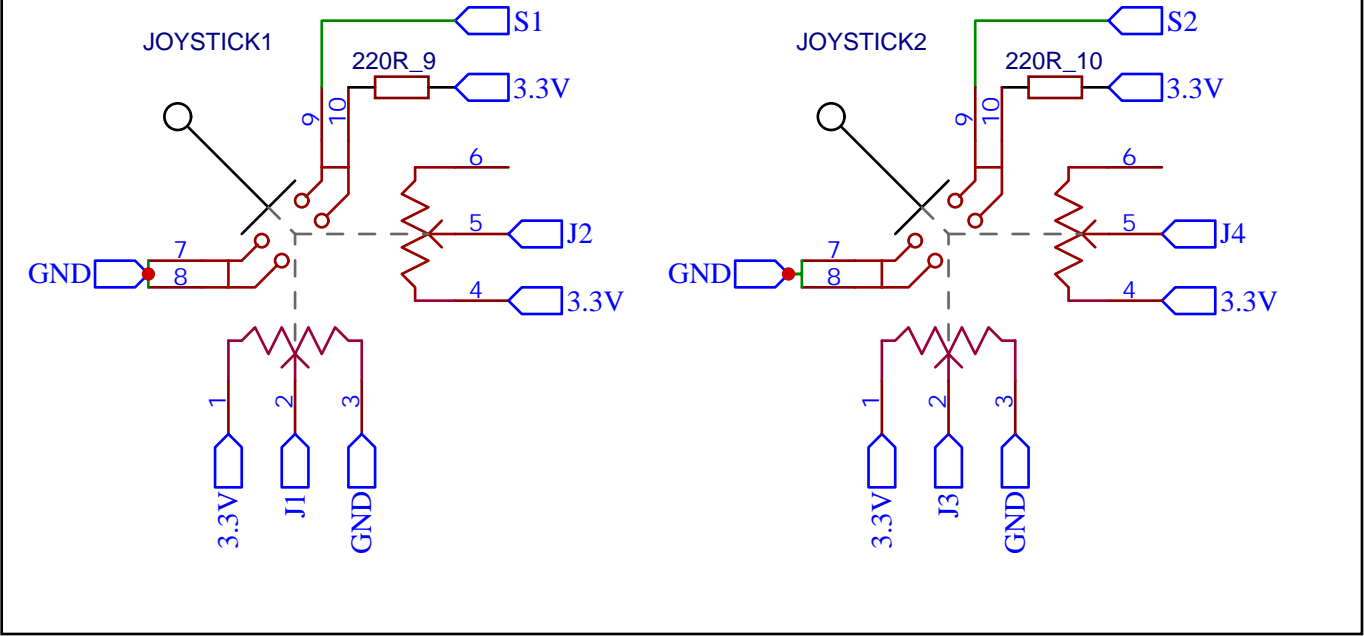 S1
JOYSTICK1
220R_9
3.3V
9
10
6
5
J2
7
GND
8
4
3.3V
1
2
3
3.3V
J1
GND
S2
JOYSTICK2
220R_10
3.3V
9
10
6
5
J4
7
GND
8
4
3.3V
1
2
3
3.3V
J3
GND